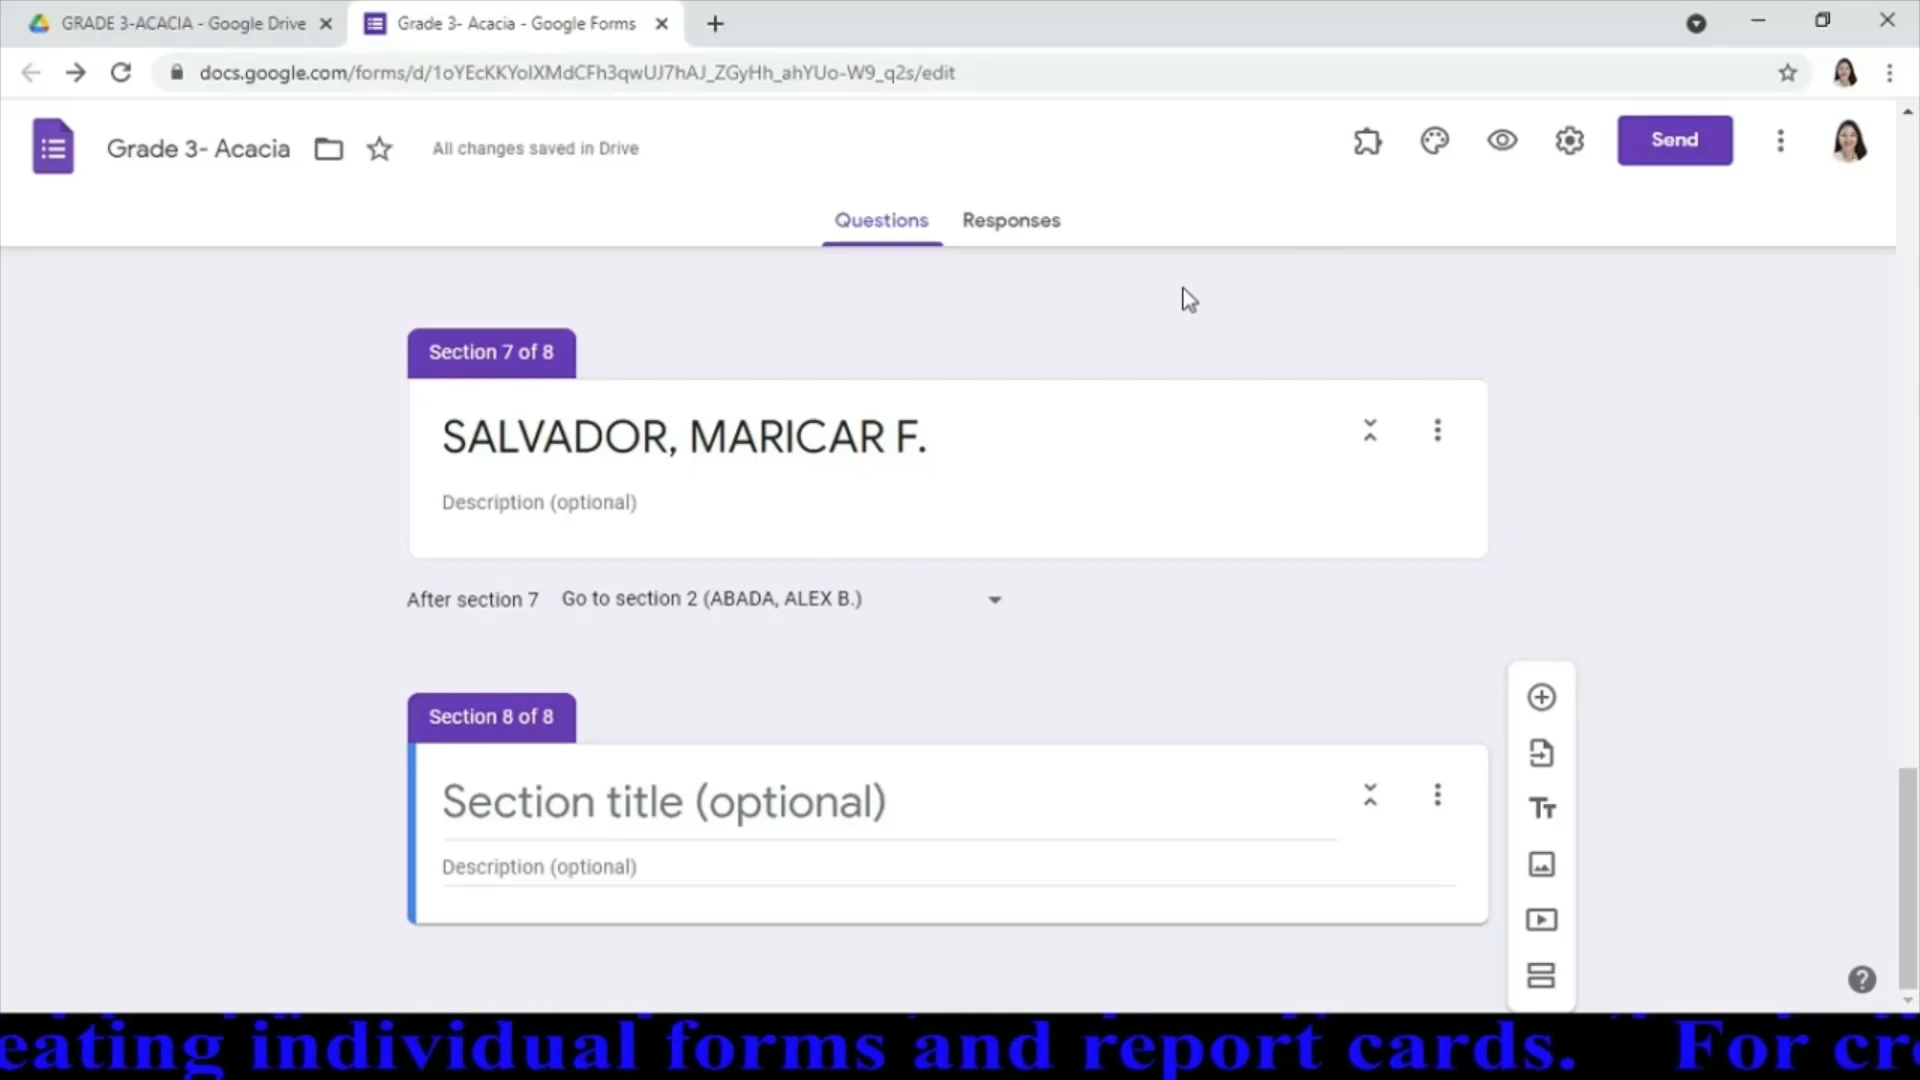 GRADE 3-ACACIA - Google Drive
Grade 3- Acacia - Google Forms
docs.google.com/forms/d/1oYEcKKYolXMdCFh3qwUJ7hAJ_ZGyHh_ahYUo-W9_q2s/edit
Grade 3- Acacia
All changes saved in Drive
Send
Questions
Responses
Section 7 of 8
SALVADOR, MARICAR F.
Description (optional)
After section 7
Go to section 2 (ABADA, ALEX B.)
Section 8 of 8
Section title (optional)
Description (optional)
eating individual forms and report cards. For cr